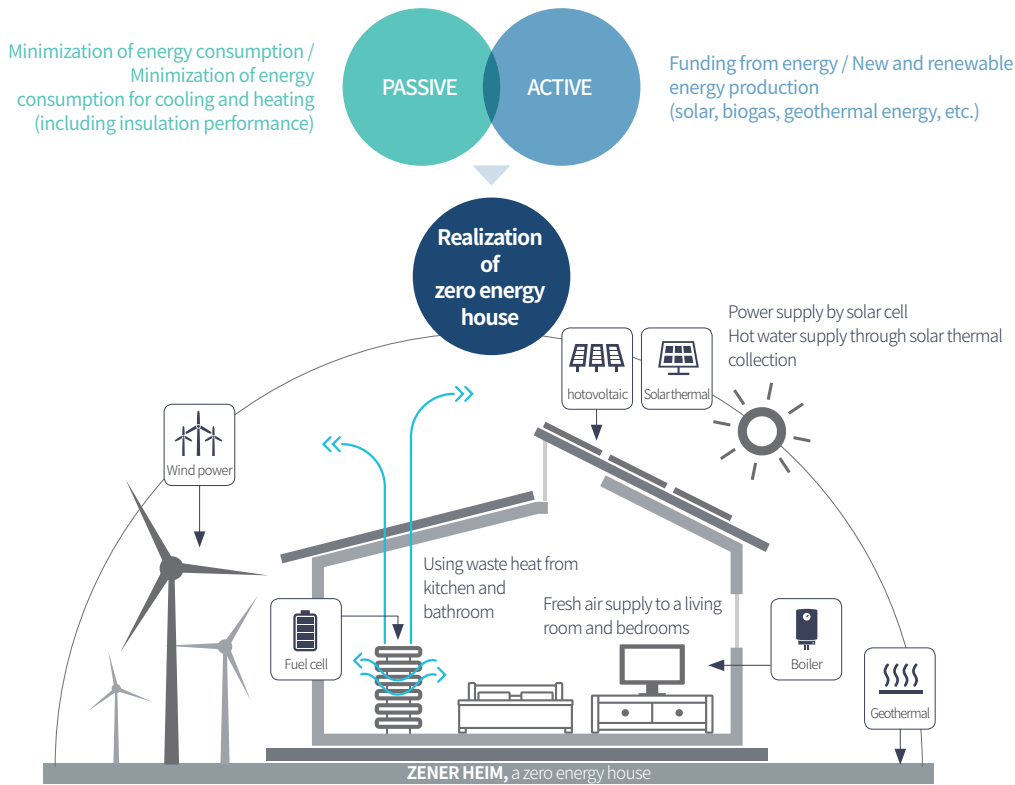 Minimization of energy consumption /
Minimization of energy
consumption for cooling and heating
(including insulation performance)
PASSIVE
ACTIVE
Funding from energy / New and renewable
energy production
(solar, biogas, geothermal energy, etc.)
Realization
of
zero energy
house
Power supply by solar cell
Hot water supply through solar thermal
collection
hotovoltaic
Solarthermal
Wind power
Using waste heat from
kitchen and
bathroom
Fresh air supply to a living
room and bedrooms
Fuel cell
Boiler
Geothermal
ZENER HEIM, a zero energy house